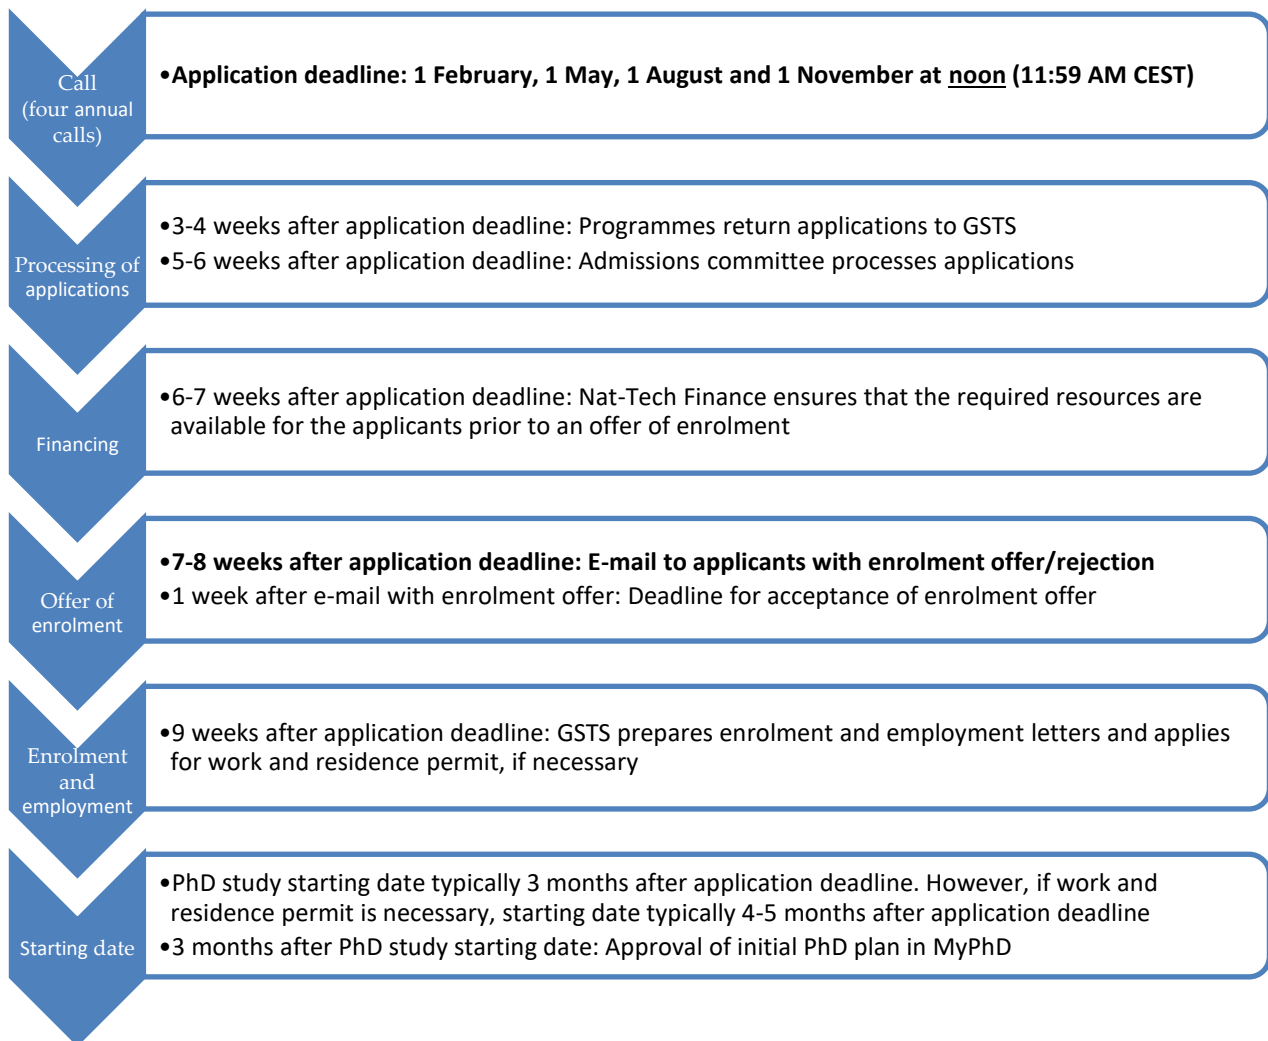 Call
(four annual
calls)
•Application deadline: 1 February, 1 May, 1 August and 1 November at noon (11:59 AM CEST)
Processing of
applications
•3-4 weeks after application deadline: Programmes return applications to GSTS
•5-6 weeks after application deadline: Admissions committee processes applications
Financing
•6-7 weeks after application deadline: Nat-Tech Finance ensures that the required resources are
available for the applicants prior to an offer of enrolment
Offer of
enrolment
•7-8 weeks after application deadline: E-mail to applicants with enrolment offer/rejection
•1 week after e-mail with enrolment offer: Deadline for acceptance of enrolment offer
Enrolment
and
employment
•9 weeks after application deadline: GSTS prepares enrolment and employment letters and applies
for work and residence permit, if necessary
Starting date
•PhD study starting date typically 3 months after application deadline. However, if work and
residence permit is necessary, starting date typically 4-5 months after application deadline
•3 months after PhD study starting date: Approval of initial PhD plan in MyPhD